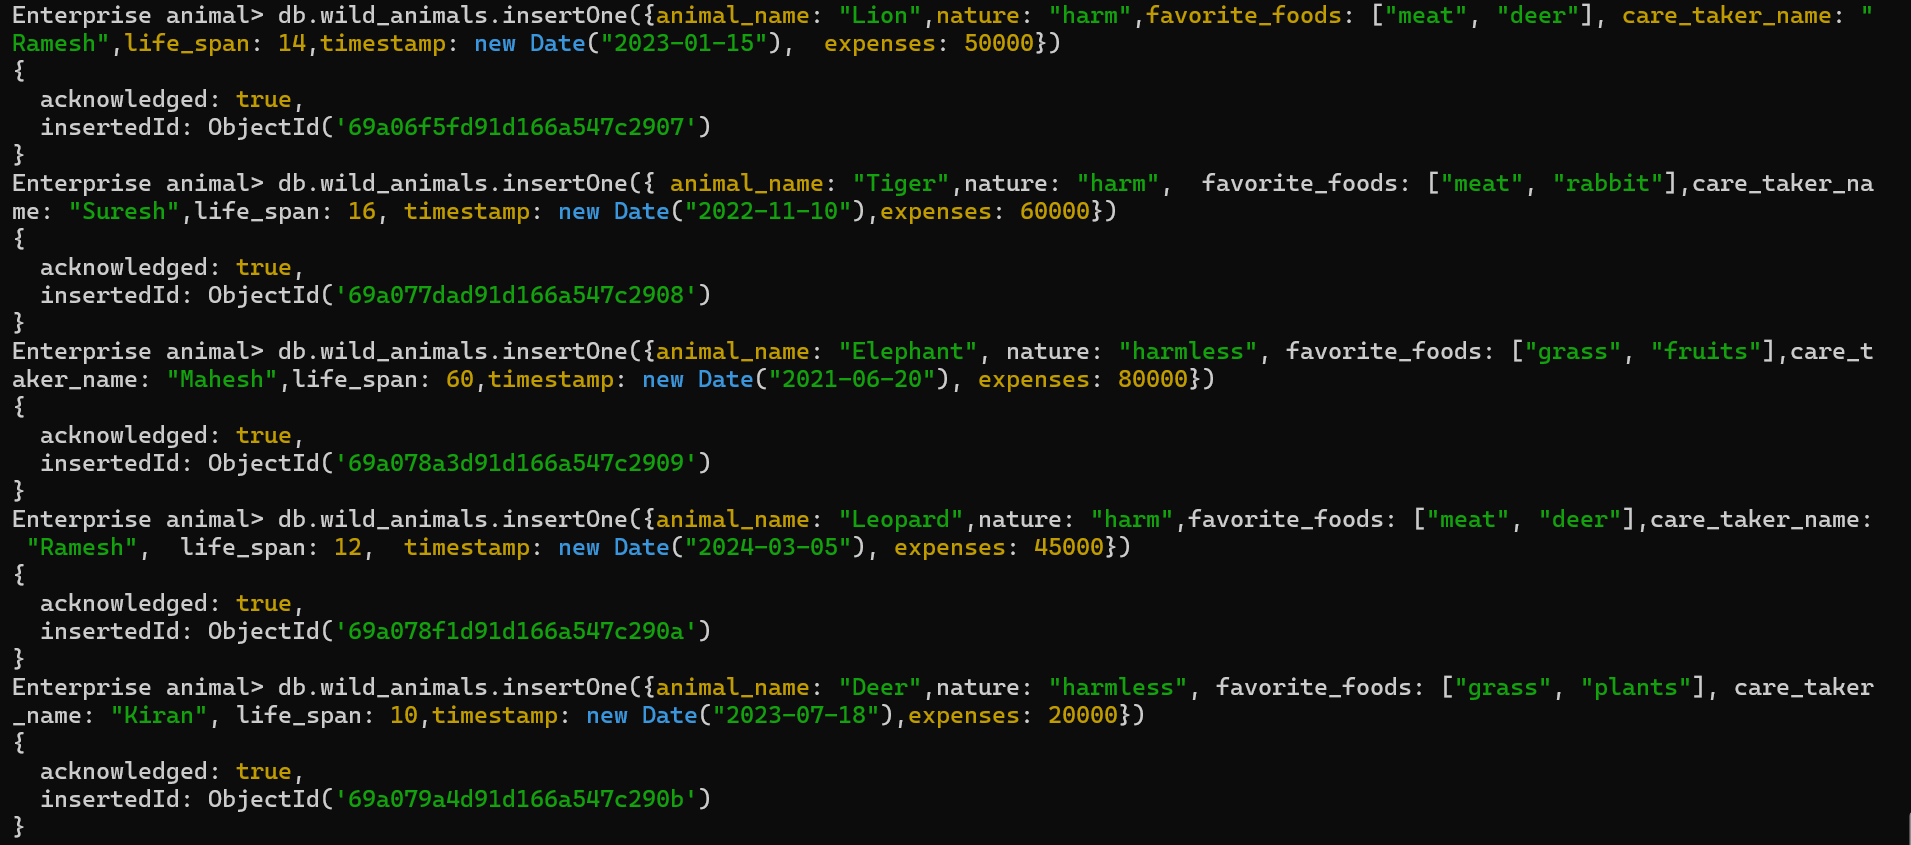 Enterprise animal> db.wild_animals.insertOne({animal_name: "Lion",nature: "harm",favorite_foods: ["meat", "deer"], care_taker_name: "
Ramesh",life_span: 14,timestamp: new Date("2023-01-15"),  expenses: 50000})
{
  acknowledged: true,
  insertedId: ObjectId('69a06f5fd91d166a547c2907')
}
Enterprise animal> db.wild_animals.insertOne({ animal_name: "Tiger",nature: "harm",  favorite_foods: ["meat", "rabbit"],care_taker_na
me: "Suresh",life_span: 16, timestamp: new Date("2022-11-10"),expenses: 60000})
{
  acknowledged: true,
  insertedId: ObjectId('69a077dad91d166a547c2908')
}
Enterprise animal> db.wild_animals.insertOne({animal_name: "Elephant", nature: "harmless", favorite_foods: ["grass", "fruits"],care_t
aker_name: "Mahesh",life_span: 60,timestamp: new Date("2021-06-20"), expenses: 80000})
{
  acknowledged: true,
  insertedId: ObjectId('69a078a3d91d166a547c2909')
}
Enterprise animal> db.wild_animals.insertOne({animal_name: "Leopard",nature: "harm",favorite_foods: ["meat", "deer"],care_taker_name:
 "Ramesh",  life_span: 12,  timestamp: new Date("2024-03-05"), expenses: 45000})
{
  acknowledged: true,
  insertedId: ObjectId('69a078f1d91d166a547c290a')
}
Enterprise animal> db.wild_animals.insertOne({animal_name: "Deer",nature: "harmless", favorite_foods: ["grass", "plants"], care_taker
_name: "Kiran", life_span: 10,timestamp: new Date("2023-07-18"),expenses: 20000})
{
  acknowledged: true,
  insertedId: ObjectId('69a079a4d91d166a547c290b')
}